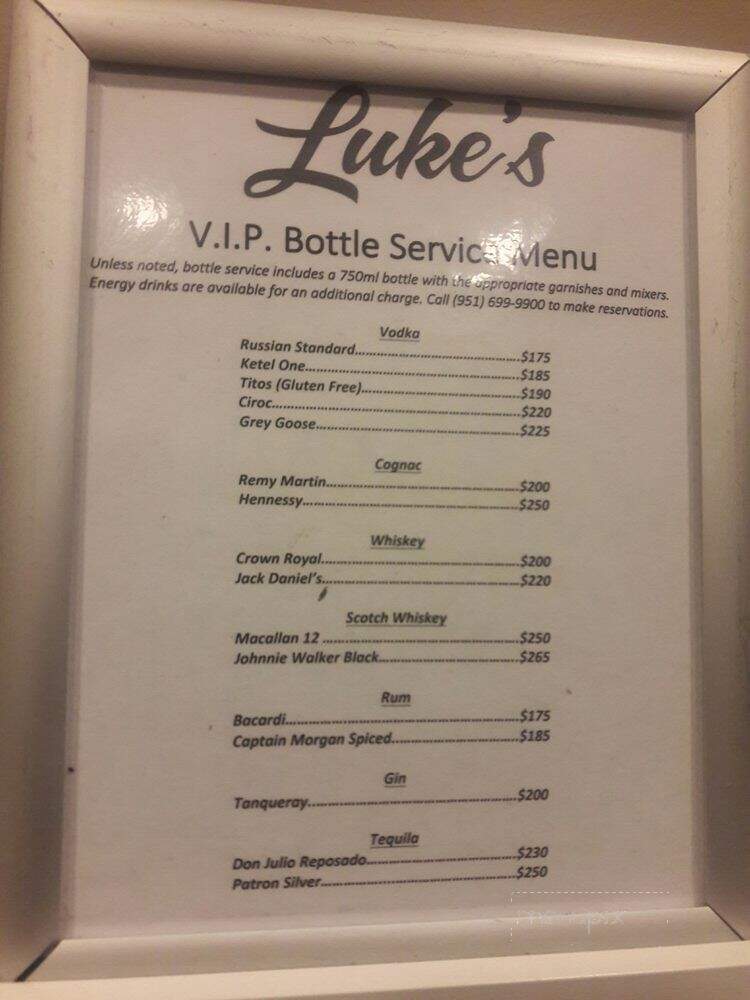 Luke's
V.I.P. Bottle Service Menu
Unless noted, bottle service includes a 750ml bottle with the appropriate garnishes and mixers.
Energy drinks are available for an additional charge. Call (951) 699-9900 to make reservations.
Vodka
Russian Standard.......................................$175
Ketel One.......................................$185
Titos (Gluten Free).......................................$190
Ciroc.......................................$220
Grey Goose.......................................$225
Cognac
Remy Martin.......................................$200
Hennessy.......................................$250
Whiskey
Crown Royal.......................................$200
Jack Daniel's.......................................$220
Scotch Whiskey
Macallan 12 .......................................$250
Johnnie Walker Black.......................................$265
Rum
Bacardi.......................................$175
Captain Morgan Spiced.......................................$185
Gin
Tanqueray.......................................$200
Tequila
Don Julio Reposado.......................................$230
Patron Silver.......................................$250